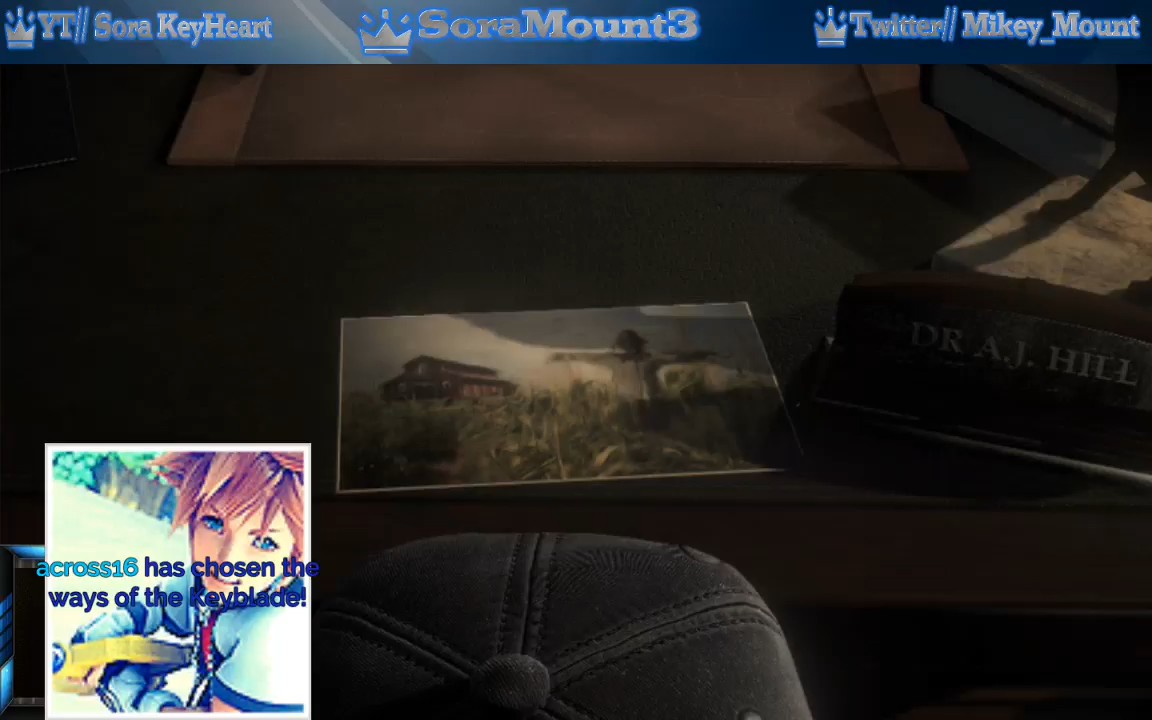 YT// Sora KeyHeart
SoraMount3
Twitter// Mikey_Mount
DR A.J. HILL
across16 has chosen the
ways of the Keyblade!